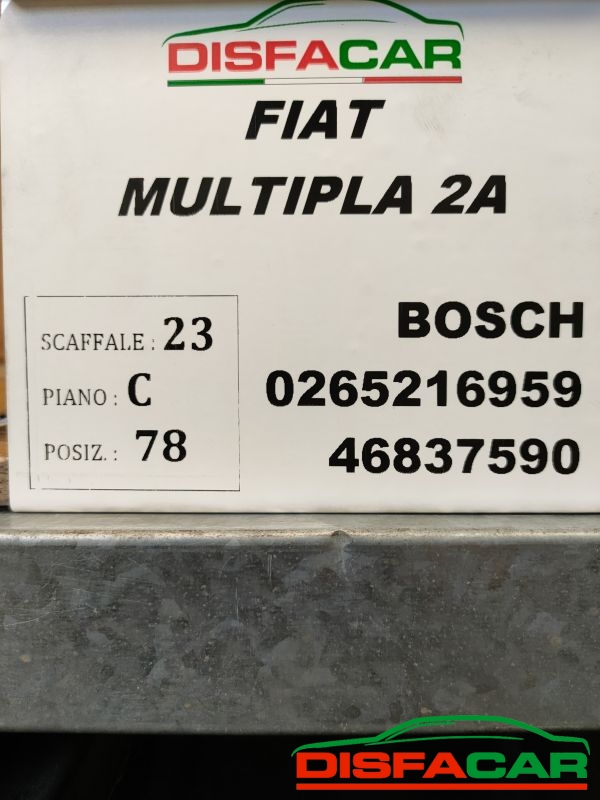 DISFACAR
FIAT
MULTIPLA 2A
SCAFFALE : 23
PIANO : C
POSIZ. : 78
BOSCH
0265216959
46837590
DISFACAR